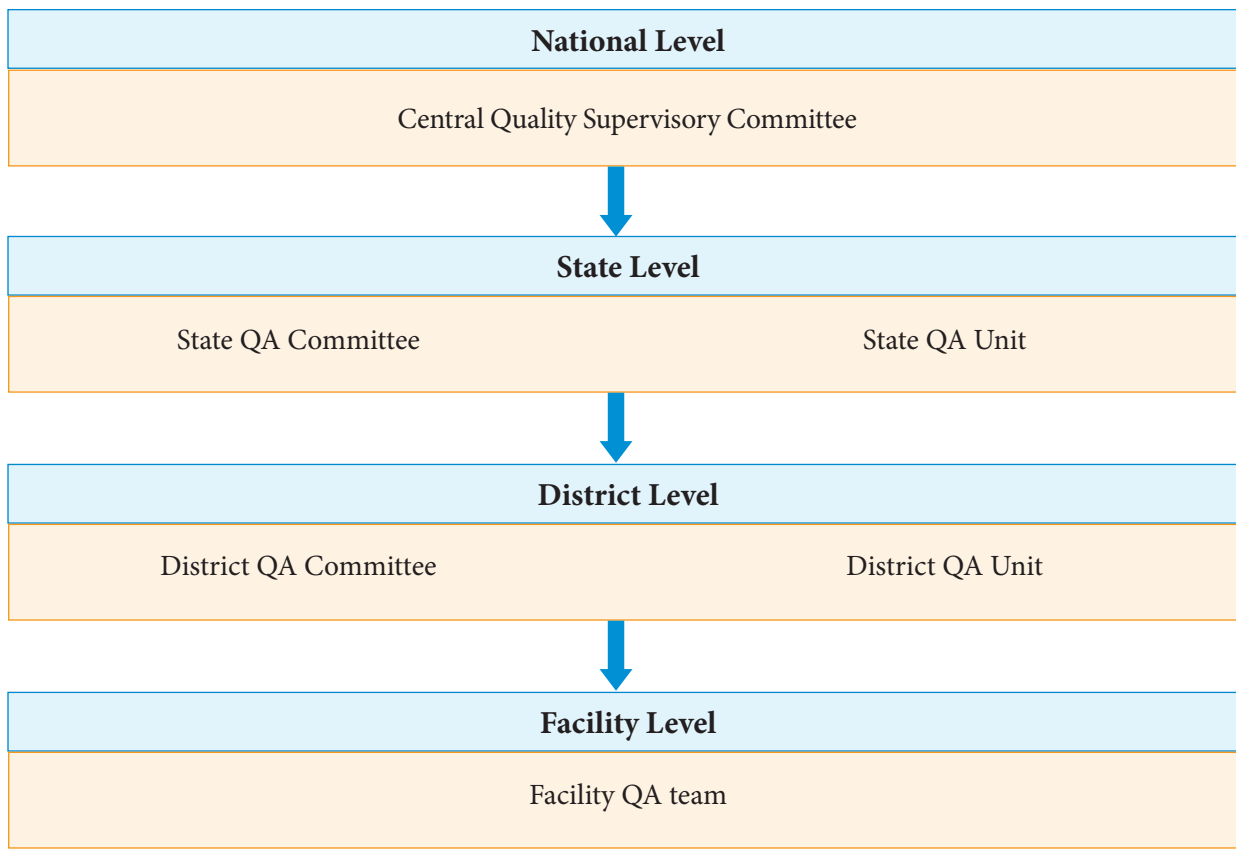 National Level
Central Quality Supervisory Committee
State Level
State QA Committee State QA Unit
District Level
District QA Committee District QA Unit
Facility Level
Facility QA team